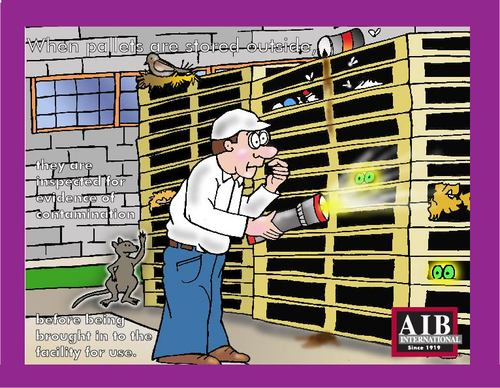 When pallets are stored outside,
they are
inspected for
evidence of
contamination
before being
brought in to the
facility for use.
AIB
INTERNATIONAL
Since 1919